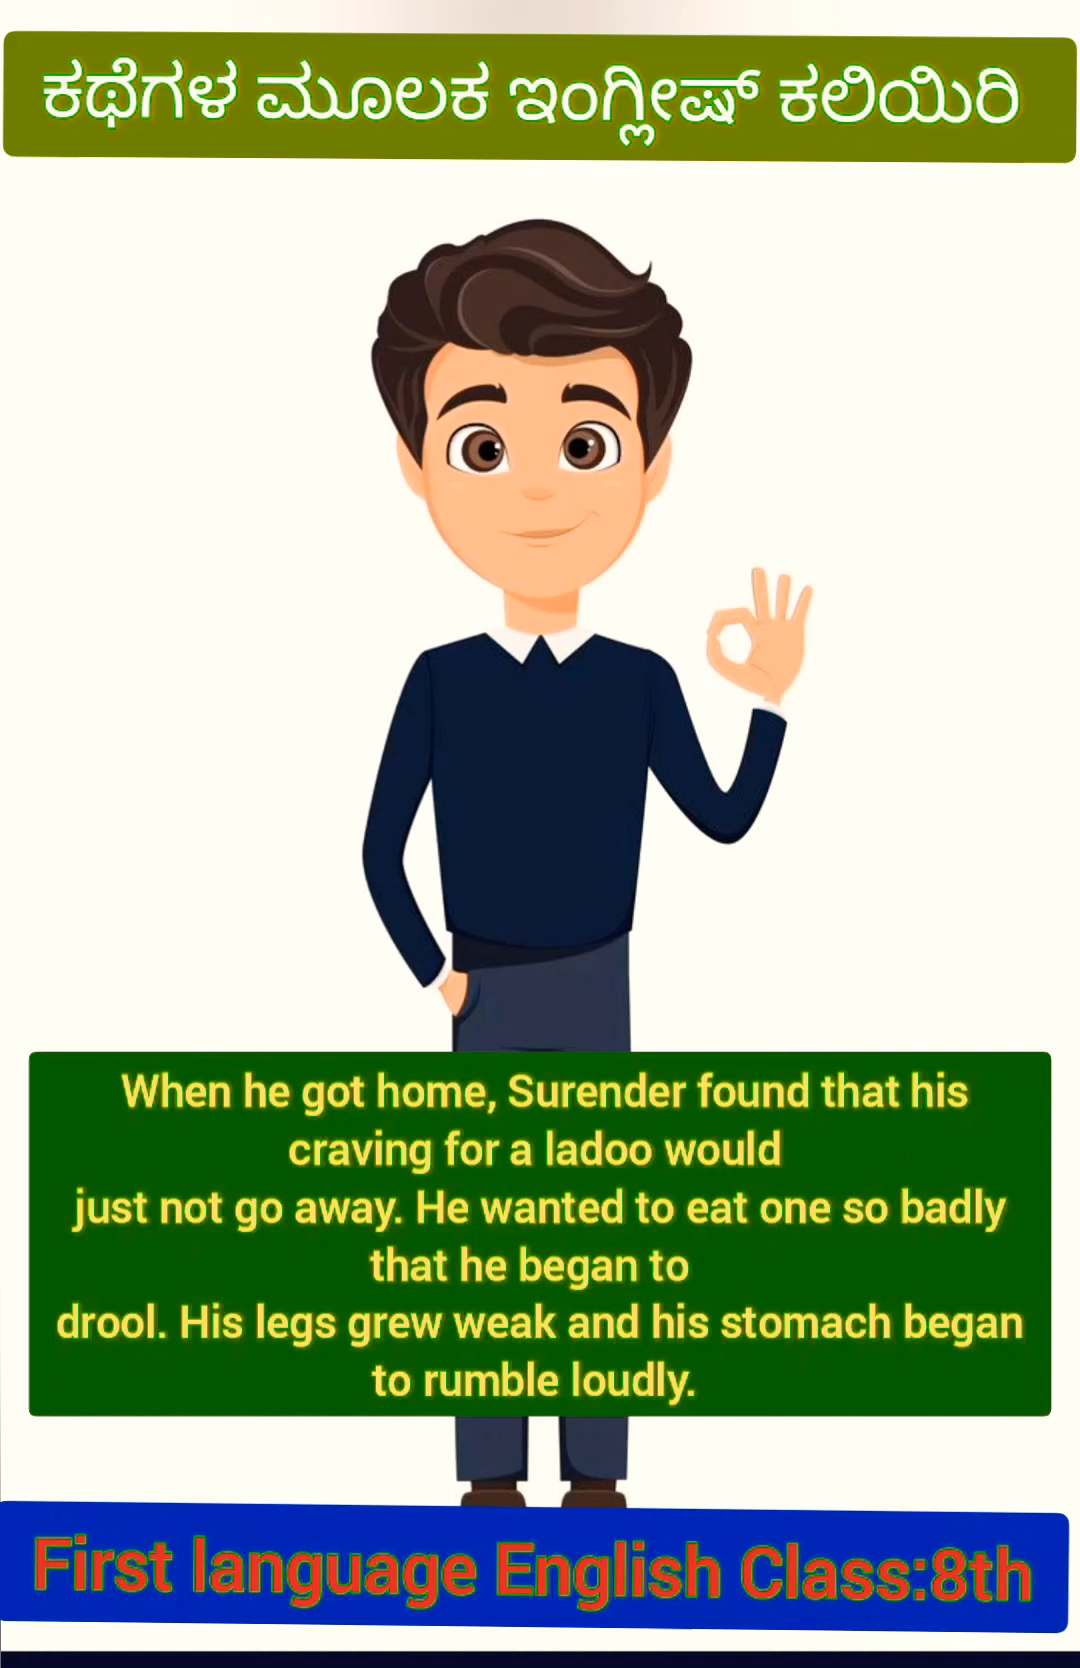 ಕಥೆಗಳ ಮೂಲಕ ಇಂಗ್ಲೀಷ್ ಕಲಿಯಿರಿ
When he got home, Surender found that his
craving for a ladoo would
just not go away. He wanted to eat one so badly
that he began to
drool. His legs grew weak and his stomach began
to rumble loudly.
First language English Class:8th